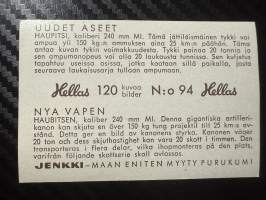 UUDET ASEET
HAUPITSI, kaliberi 240 mm MI. Tämä jättiläismäinen tykki voi
ampua yli 150 kg:n ammuksina aina 25 km:n päähän. Tämä
antaa kuvan sen mahtavuudesta. Tykki painaa 20 tonnia ja
sen ampumanopeus voi olla 20 laukausta tunnissa. Sen kuljetus
tapahtuu useissa osissa, jotka kootaan sillä paikalla, josta
seuraava laukaisusarja tullaan ampumaan.
Hellas 120 kuvaa bilder N:o 94 Hellas
NYA VAPEN
HAUBITSEN, kaliber 240 mm MI. Denna gigantiska artilleri-
kanon kan skjuta en över 150 kg tung projektil till 25 km:s av-
stånd. Detta ger en bild av kanonens styrka. Kanonen väger
20 ton och dess skjuthastighet kan vara 20 skott i timmen. Den
transporteras i flera delar, vilka ihopmonteras på den plats,
varifrån följande skottserie skall avlossas.
JENKKI—MAAN ENITEN MYYTY PURUKUMI